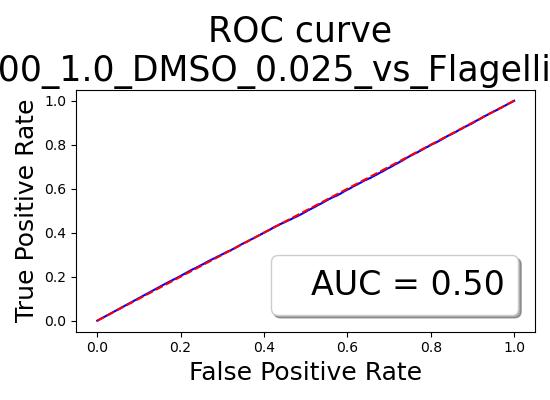 ROC curve
00_1.0_DMSO_0.025_vs_Flagelli
True Positive Rate
1.0
0.8
0.6
0.4
0.2
0.0
AUC = 0.50
0.0 0.2 0.4 0.6 0.8 1.0
False Positive Rate